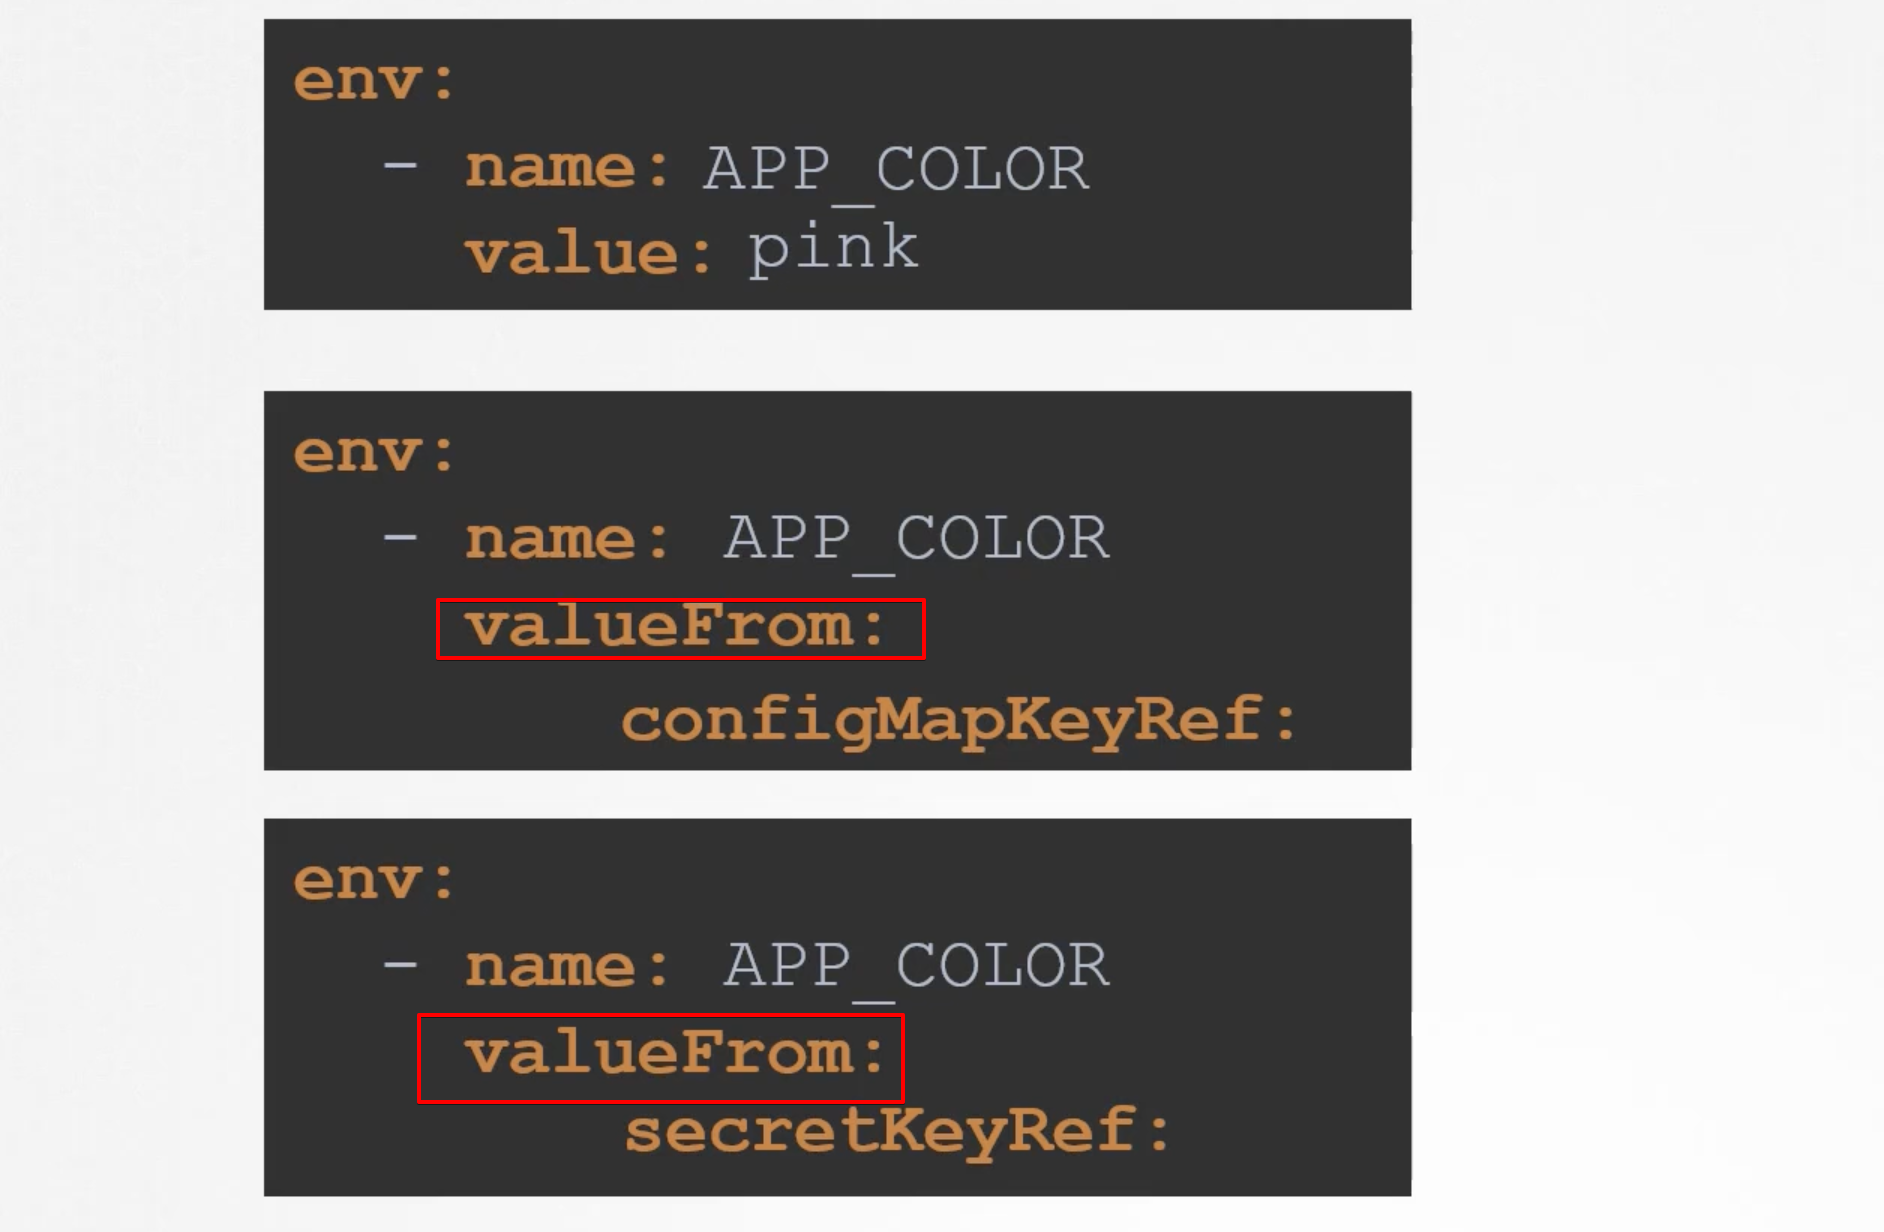 env:
- name: APP_COLOR
value: pink
env:
- name: APP_COLOR
valueFrom:
configMapKeyRef:
env:
- name: APP_COLOR
valueFrom:
secretKeyRef: